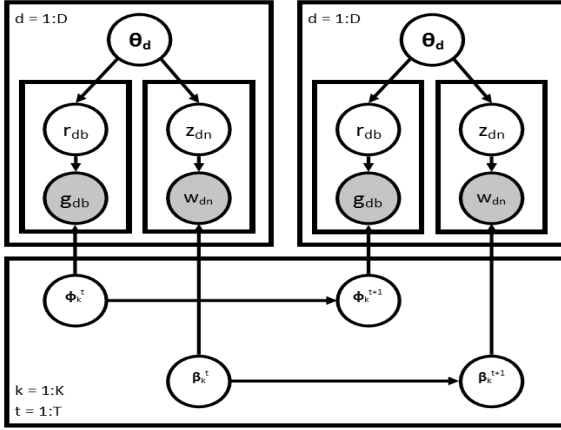 d = 1:D
θd
rdb
zdn
gdb
wdn
d = 1:D
θd
rdb
zdn
gdb
wdn
ϕkᵗ
ϕkᵗ⁺¹
βkᵗ
βkᵗ⁺¹
k = 1:K
t = 1:T